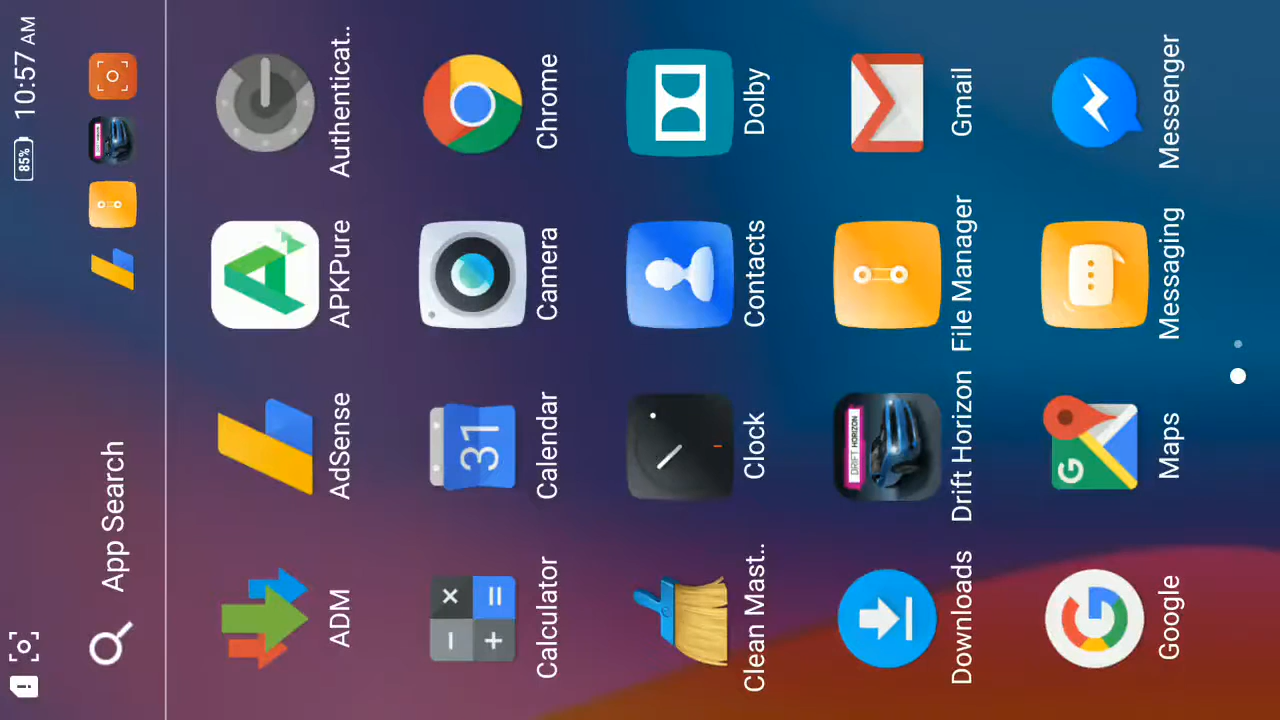 85% 10:57 AM
App Search
ADM
AdSense
APKPure
Authenticat..
Calculator
31
Calendar
Camera
Chrome
Clean Mast..
Clock
Contacts
Dolby
Downloads
DRIFT HORIZON
Drift Horizon
File Manager
Gmail
Google
G
Maps
Messaging
Messenger